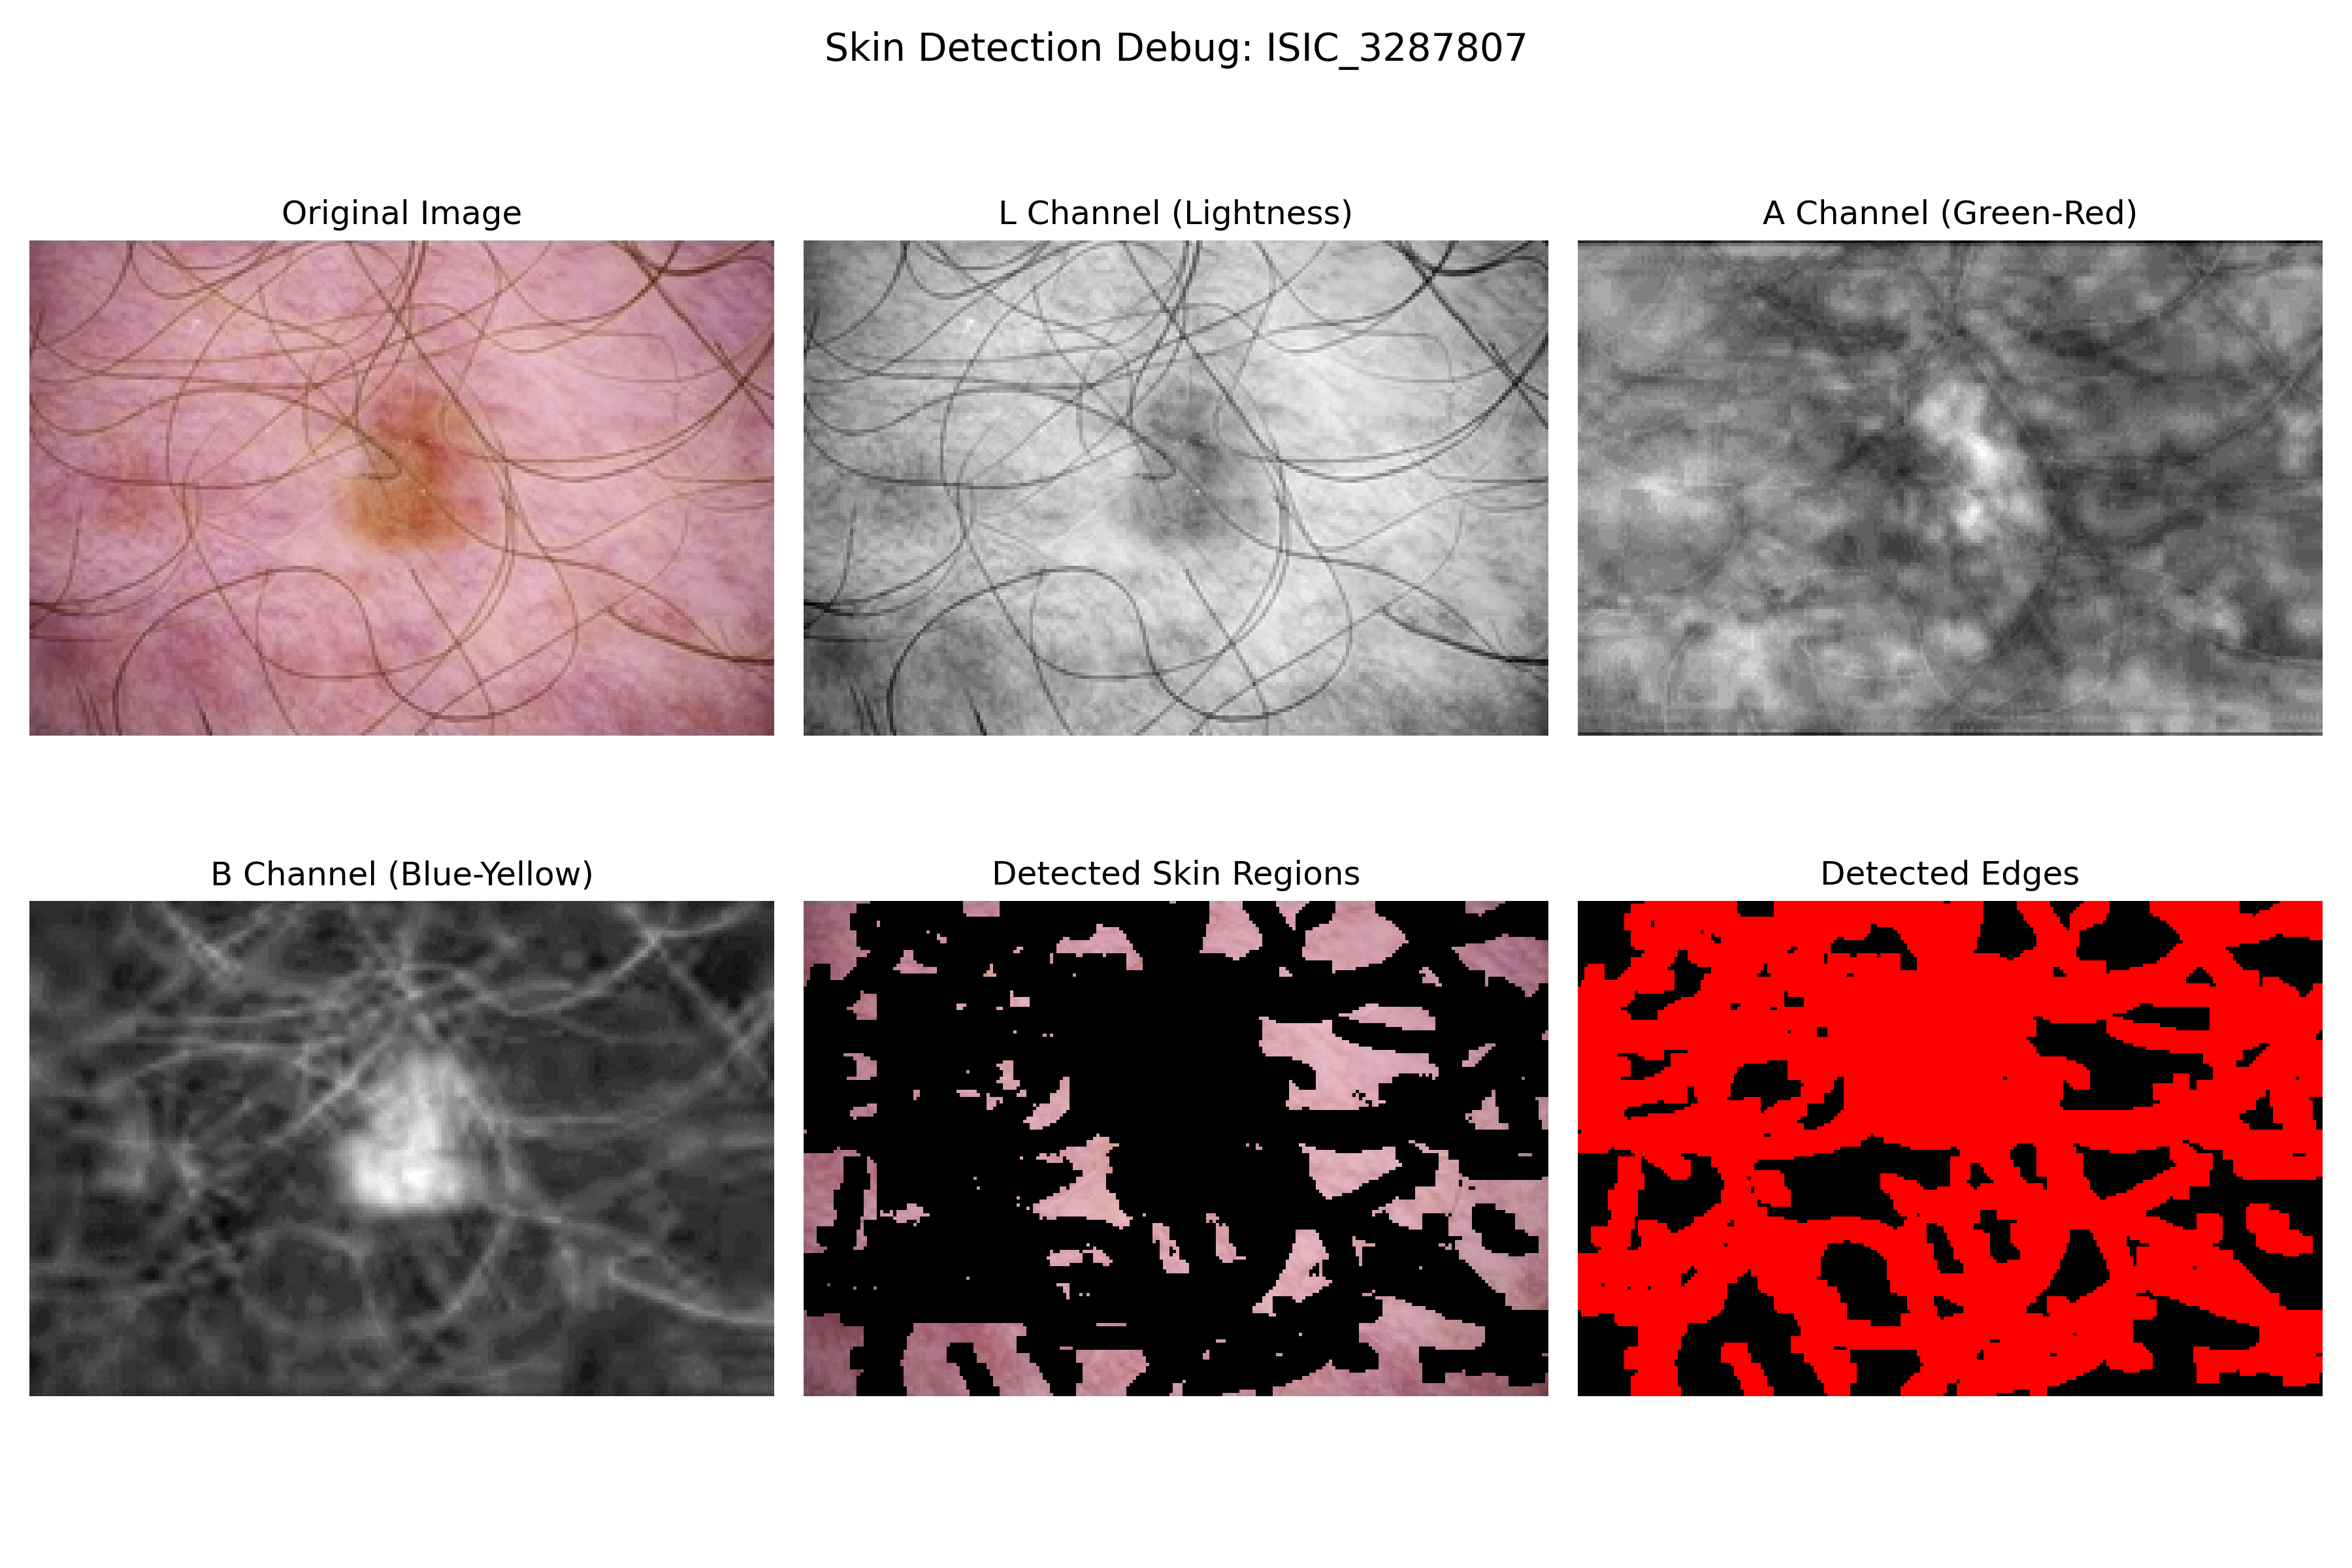 Skin Detection Debug: ISIC_3287807
Original Image
L Channel (Lightness)
A Channel (Green-Red)
B Channel (Blue-Yellow)
Detected Skin Regions
Detected Edges